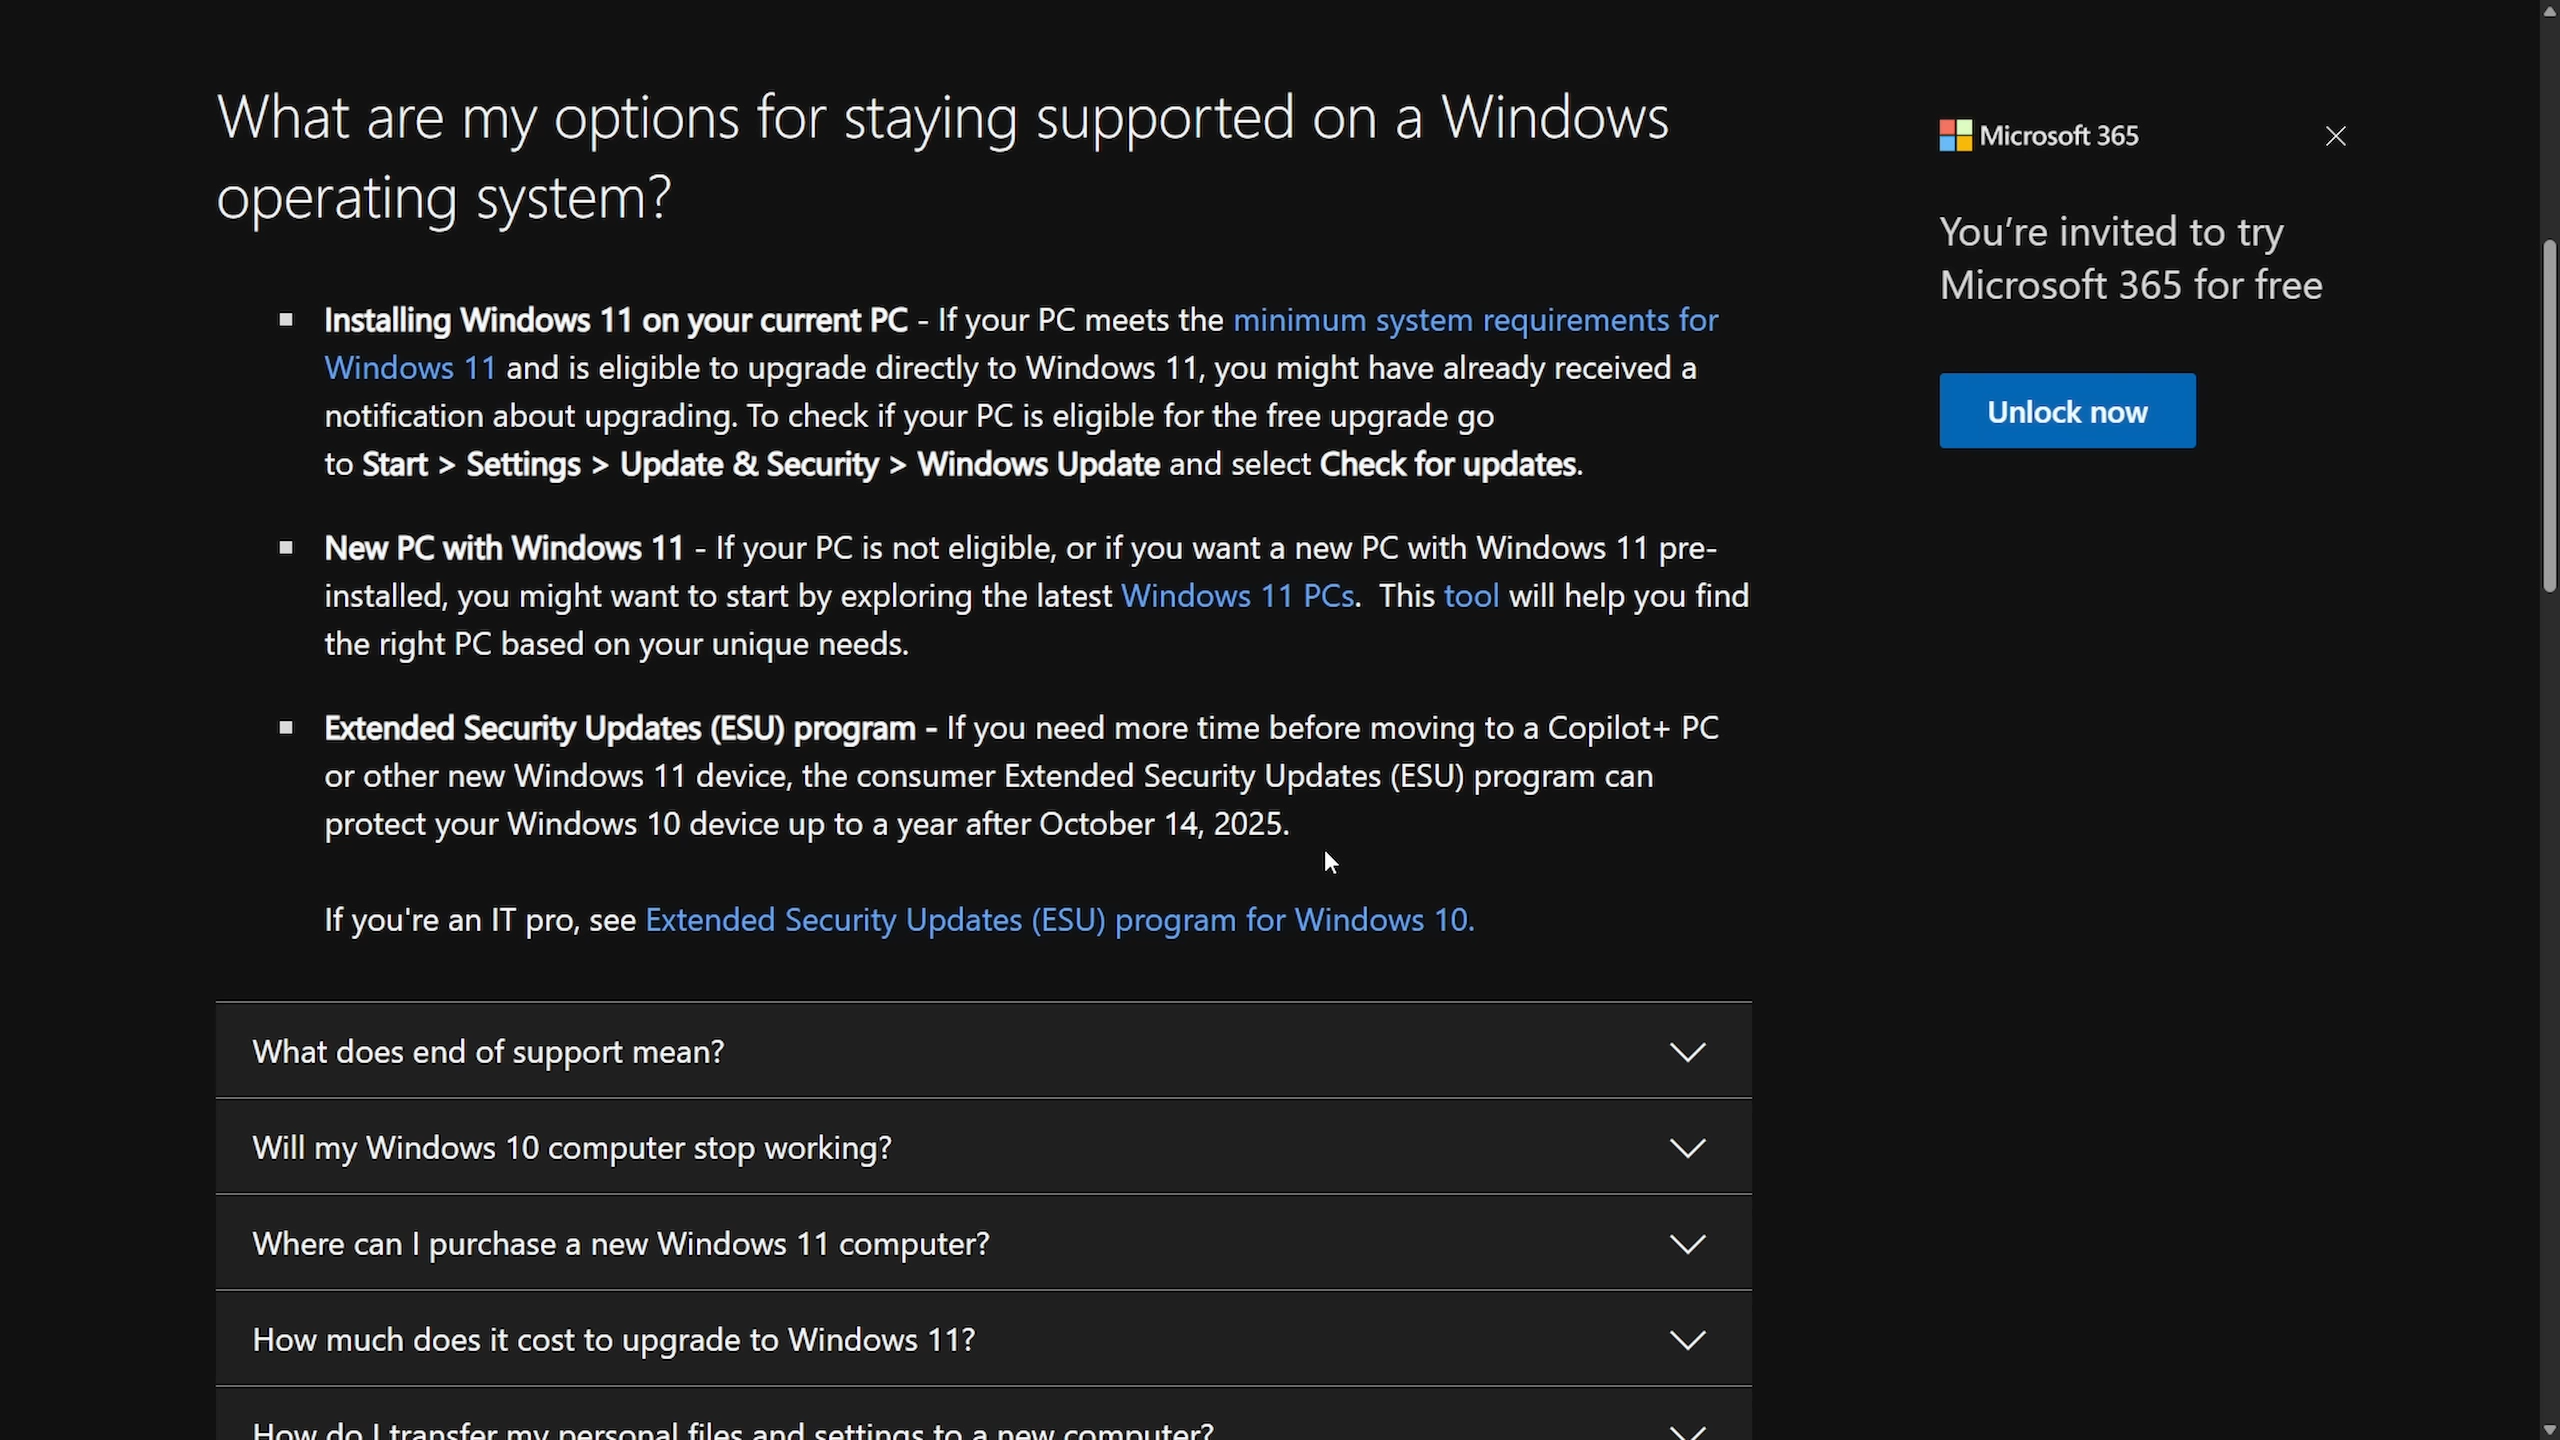 What are my options for staying supported on a Windows
operating system?
Installing Windows 11 on your current PC - If your PC meets the minimum system requirements for
Windows 11 and is eligible to upgrade directly to Windows 11, you might have already received a
notification about upgrading. To check if your PC is eligible for the free upgrade go
to Start > Settings > Update & Security > Windows Update and select Check for updates.
New PC with Windows 11 - If your PC is not eligible, or if you want a new PC with Windows 11 pre-
installed, you might want to start by exploring the latest Windows 11 PCs. This tool will help you find
the right PC based on your unique needs.
Extended Security Updates (ESU) program - If you need more time before moving to a Copilot+ PC
or other new Windows 11 device, the consumer Extended Security Updates (ESU) program can
protect your Windows 10 device up to a year after October 14, 2025.
If you're an IT pro, see Extended Security Updates (ESU) program for Windows 10.
What does end of support mean?
Will my Windows 10 computer stop working?
Where can I purchase a new Windows 11 computer?
How much does it cost to upgrade to Windows 11?
How do I transfer my personal files and settings to a new computer?
Microsoft 365
You’re invited to try
Microsoft 365 for free
Unlock now